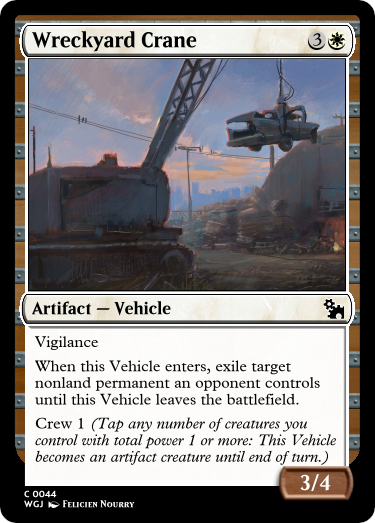 Wreckyard Crane 3
Artifact — Vehicle
Vigilance
When this Vehicle enters, exile target
nonland permanent an opponent controls
until this Vehicle leaves the battlefield.
Crew 1 (Tap any number of creatures you
control with total power 1 or more: This Vehicle
becomes an artifact creature until end of turn.)
3/4
C 0044
WGJ Felicien Nourry